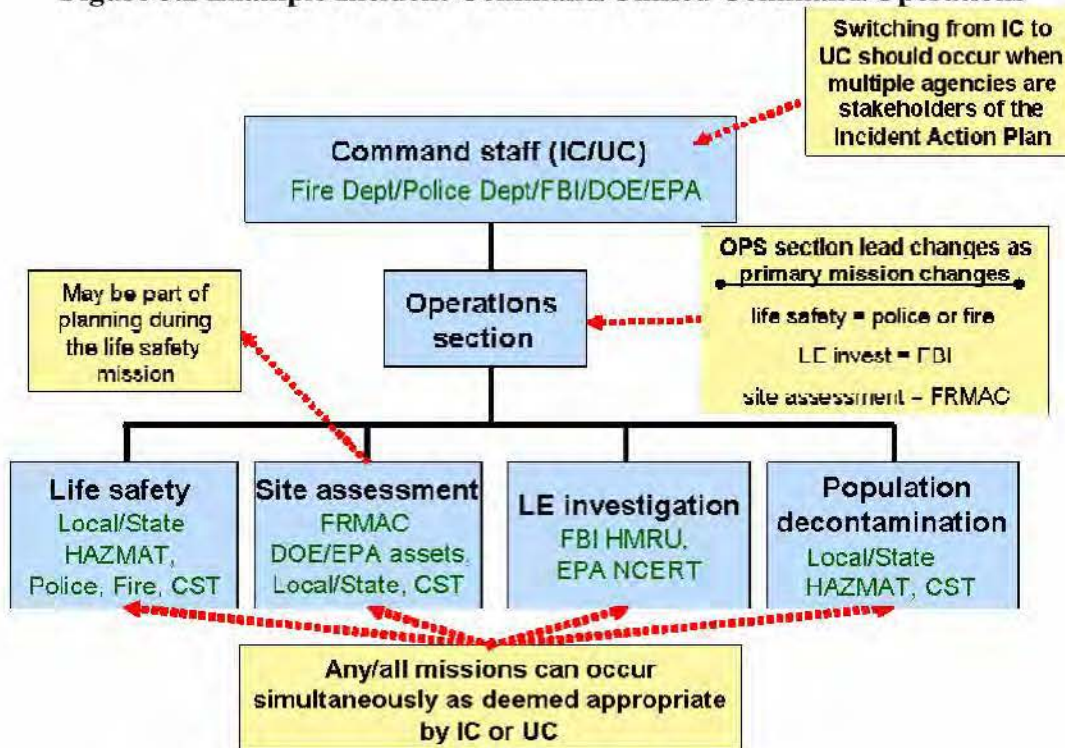 Switching from IC to
UC should occur when
multiple agencies are
stakeholders of the
Incident Action Plan
Command staff (IC/UC)
Fire Dept/Police Dept/FBI/DOE/EPA
OPS section lead changes as
primary mission changes
life safety = police or fire
LE invest = FBI
site assessment = FRMAC
May be part of
planning during
the life safety
mission
Operations
section
Life safety
Local/State
HAZMAT,
Police, Fire, CST
Site assessment
FRMAC
DOE/EPA assets,
Local/State, CST
LE investigation
FBI HMRU,
EPA NCERT
Population
decontamination
Local/State
HAZMAT, CST
Any/all missions can occur
simultaneously as deemed appropriate
by IC or UC